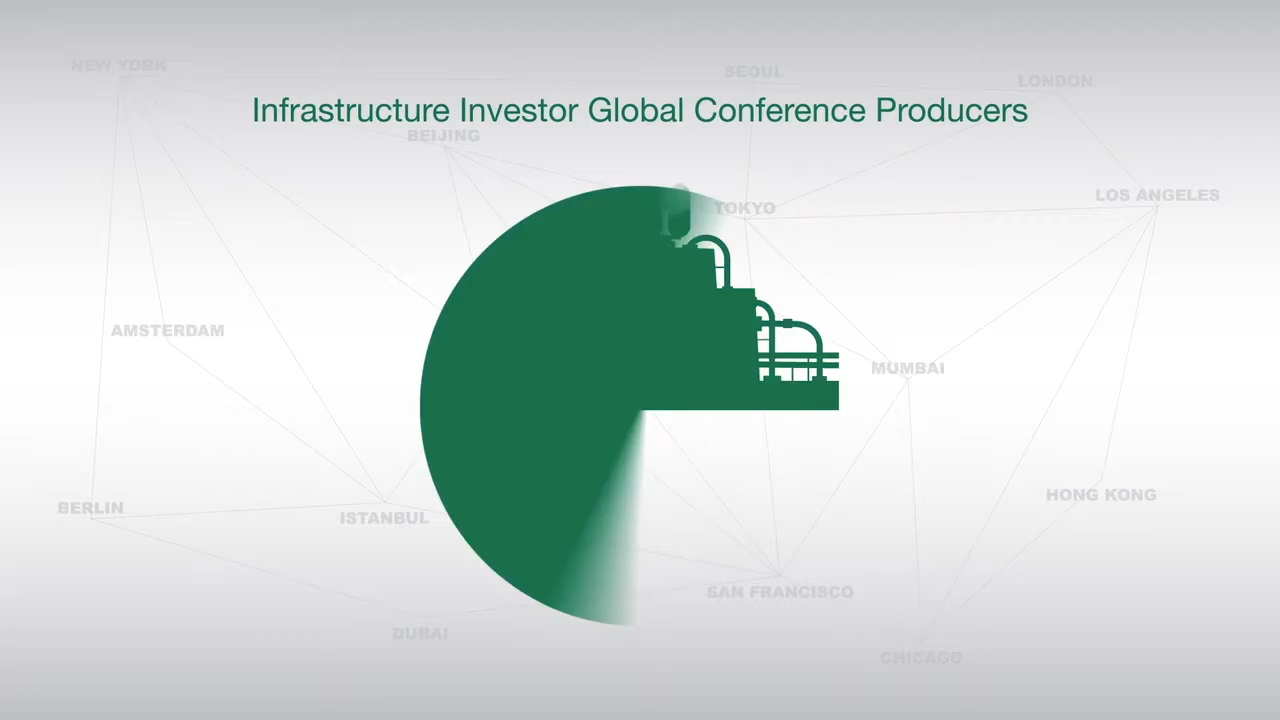 NEW YORK
SEOUL
LONDON
Infrastructure Investor Global Conference Producers
BEIJING
LOS ANGELES
TOKYO
AMSTERDAM
MUMBAI
HONG KONG
BERLIN
ISTANBUL
SAN FRANCISCO
DUBAI
CHICAGO